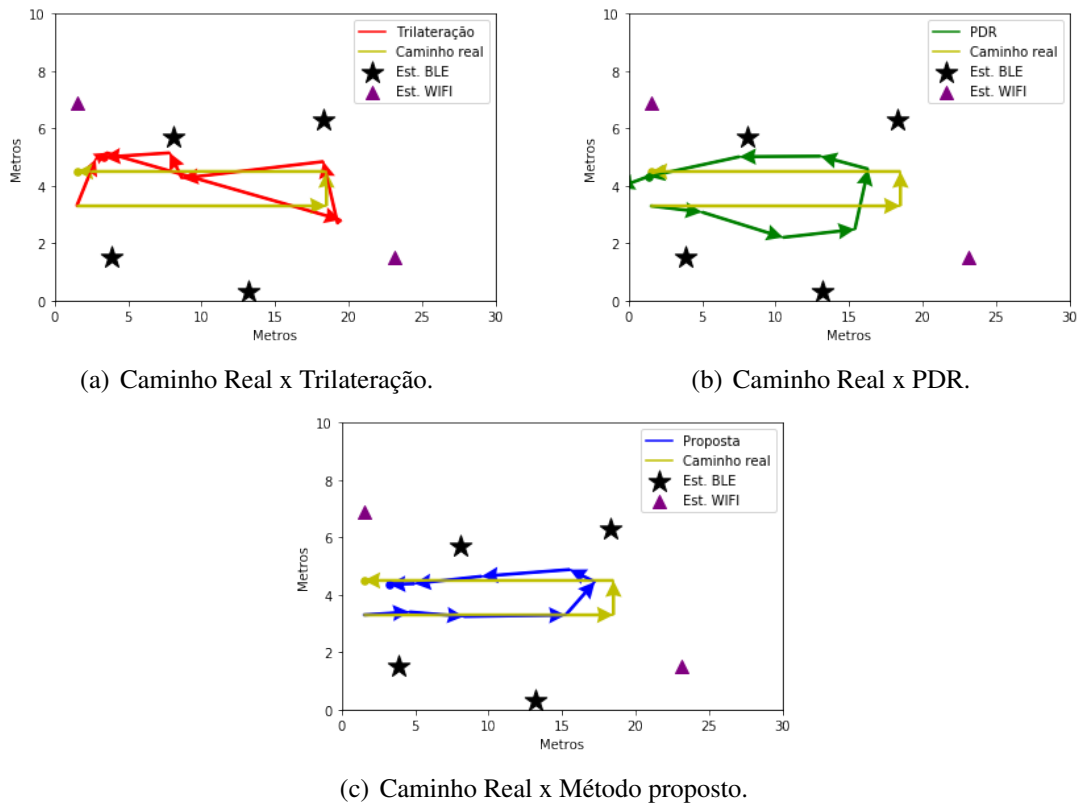 10
8
6
4
2
0
Metros
0 5 10 15 20 25 30
Metros
Trilateração
Caminho real
Est. BLE
Est. WIFI
(a) Caminho Real x Trilateração.
10
8
6
4
2
0
Metros
0 5 10 15 20 25 30
Metros
PDR
Caminho real
Est. BLE
Est. WIFI
(b) Caminho Real x PDR.
10
8
6
4
2
0
Metros
0 5 10 15 20 25 30
Metros
Proposta
Caminho real
Est. BLE
Est. WIFI
(c) Caminho Real x Método proposto.